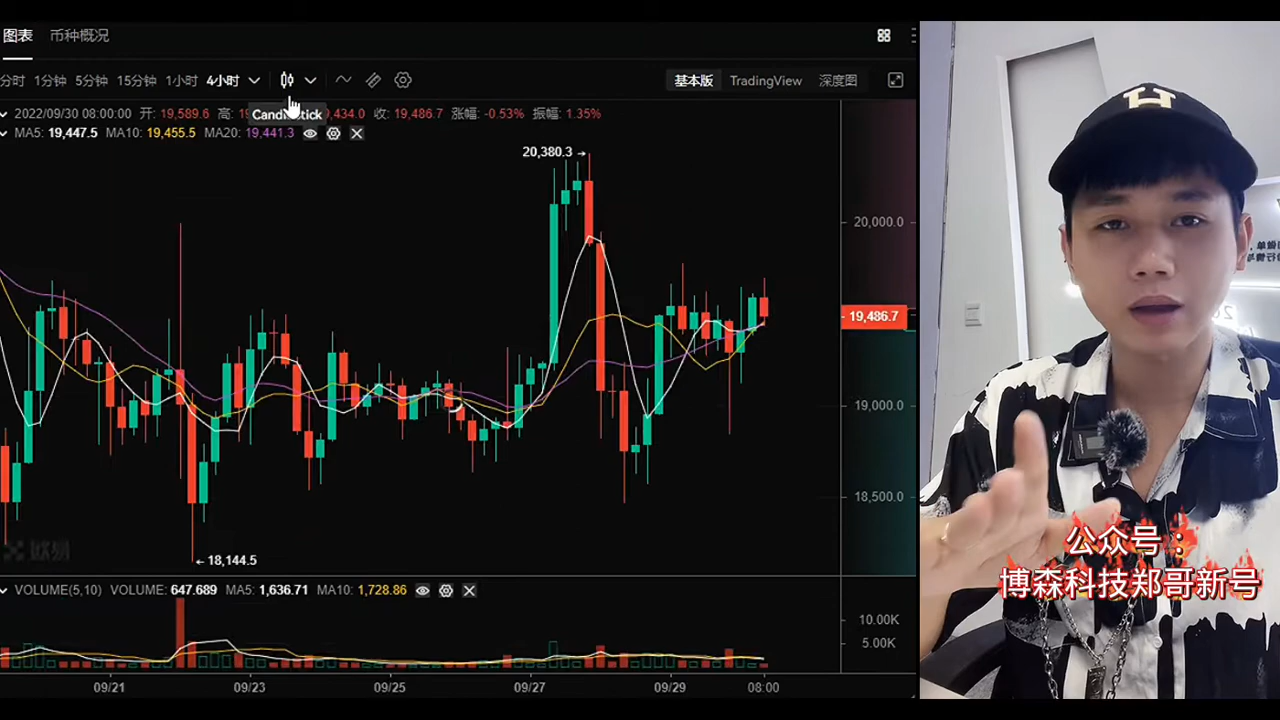 图表 币种概况
分时 1分钟 5分钟 15分钟 1小时 4小时 基本版 TradingView 深度图
2022/09/30 08:00:00 开: 19,589.6 高: 19 9,434.0 收: 19,486.7 涨幅: -0.53% 振幅: 1.35%
Candlestick
MA5: 19,447.5 MA10: 19,455.5 MA20: 19,441.3
20,380.3
20,000.0
19,486.7
19,000.0
18,500.0
欧易
18,144.5
VOLUME(5,10) VOLUME: 647.689 MA5: 1,636.71 MA10: 1,728.86
10.00K
5.00K
09/21 09/23 09/25 09/27 09/29 08:00
H
公众号：
博森科技郑哥新号